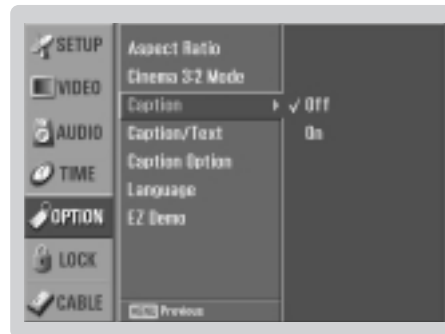 SETUP
VIDEO
AUDIO
TIME
OPTION
LOCK
CABLE
Aspect Ratio
Cinema 3:2 Mode
Caption
Caption/Text
Caption Option
Language
EZ Demo
MENU Previous
Off
On